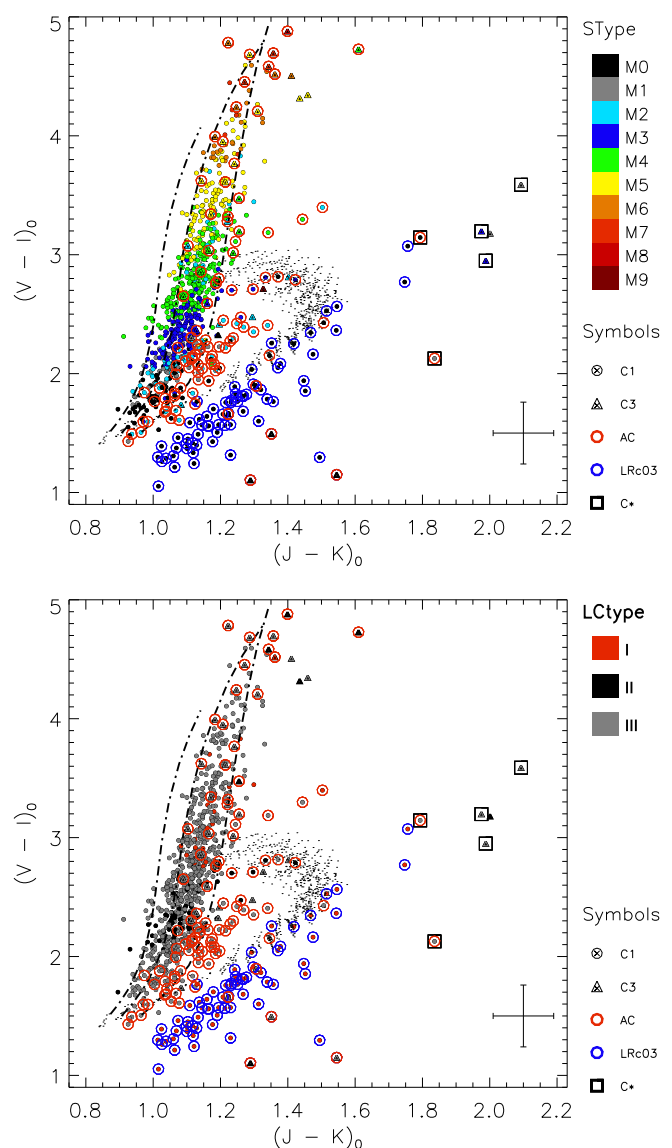 SType
M0
M1
M2
M3
M4
M5
M6
M7
M8
M9
Symbols
C1
C3
AC
LRc03
C*
5
4
3
2
1
(V − I)0
0.8 1.0 1.2 1.4 1.6 1.8 2.0 2.2
(J − K)0
LCtype
I
II
III
Symbols
C1
C3
AC
LRc03
C*
5
4
3
2
1
(V − I)0
0.8 1.0 1.2 1.4 1.6 1.8 2.0 2.2
(J − K)0